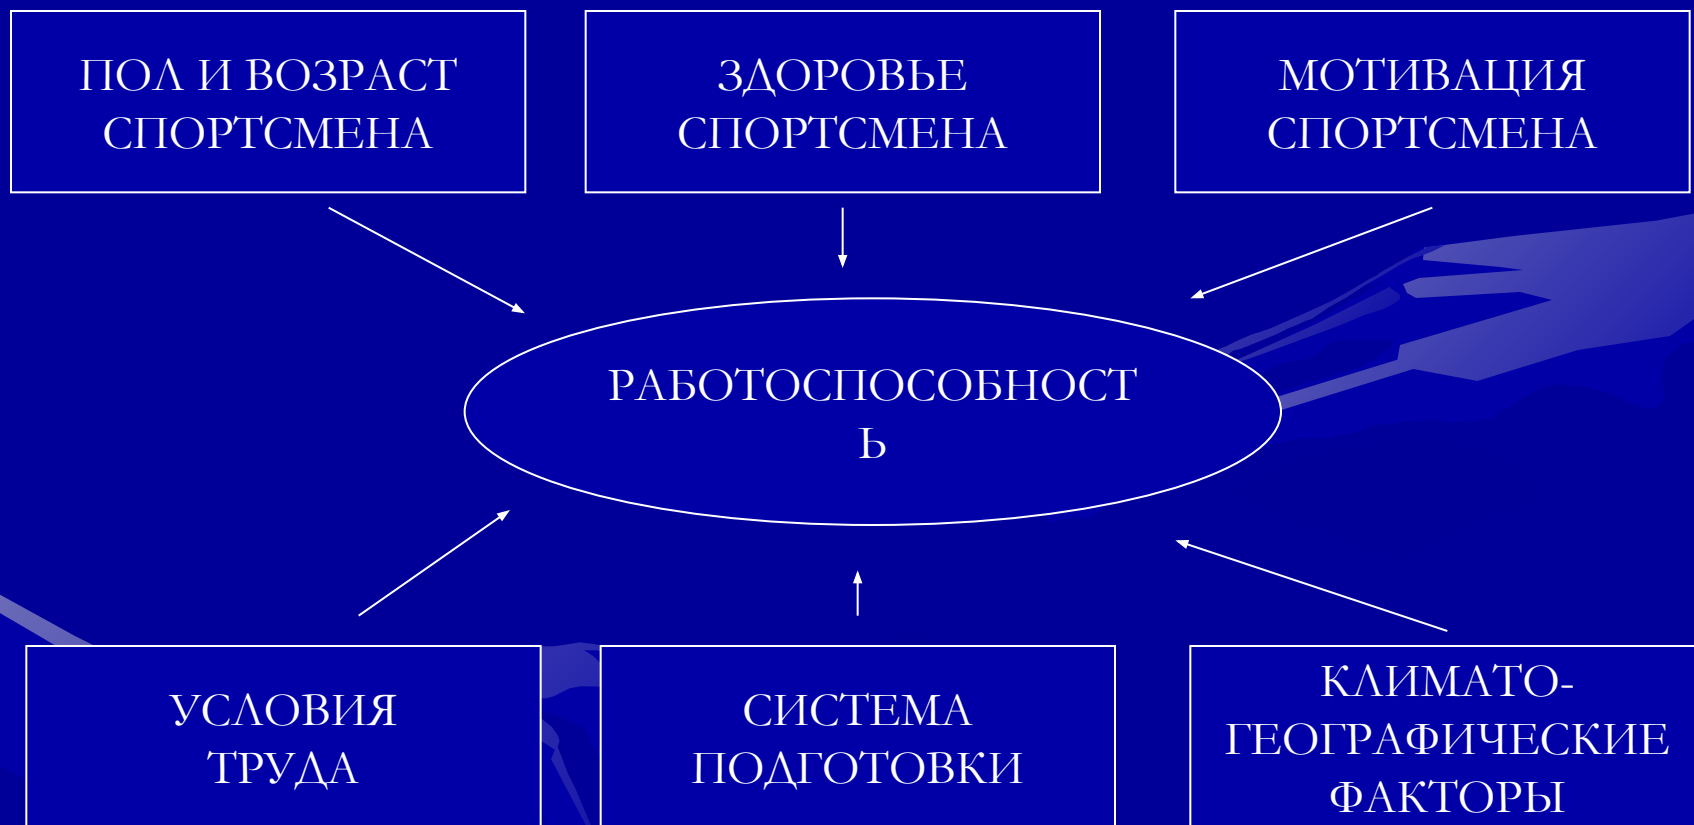 ПОЛ И ВОЗРАСТ
СПОРТСМЕНА
ЗДОРОВЬЕ
СПОРТСМЕНА
МОТИВАЦИЯ
СПОРТСМЕНА
РАБОТОСПОСОБНОСТ
Ь
УСЛОВИЯ
ТРУДА
СИСТЕМА
ПОДГОТОВКИ
КЛИМАТО-
ГЕОГРАФИЧЕСКИЕ
ФАКТОРЫ